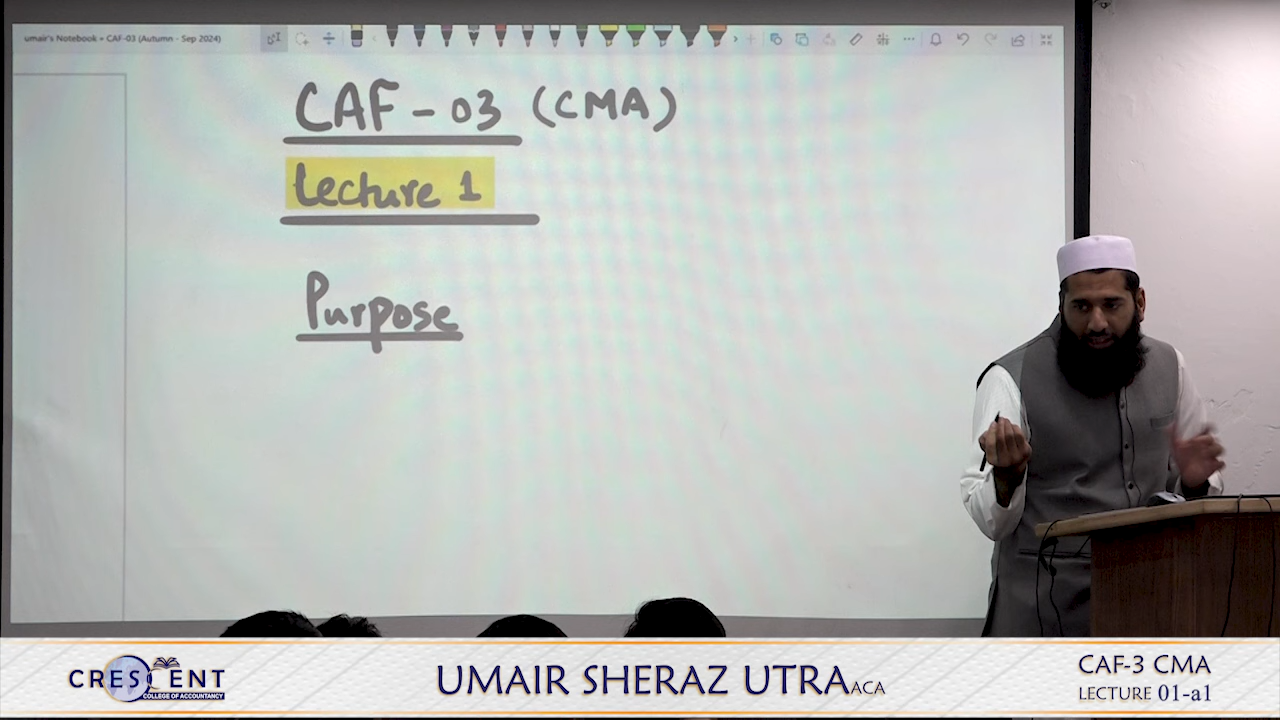 umair's Notebook » CAF-03 (Autumn - Sep 2024)
CAF - 03 (CMA)
Lecture 1
Purpose
CRESCENT
COLLEGE OF ACCOUNTANCY
UMAIR SHERAZ UTRA ACA
CAF-3 CMA
LECTURE 01-a1